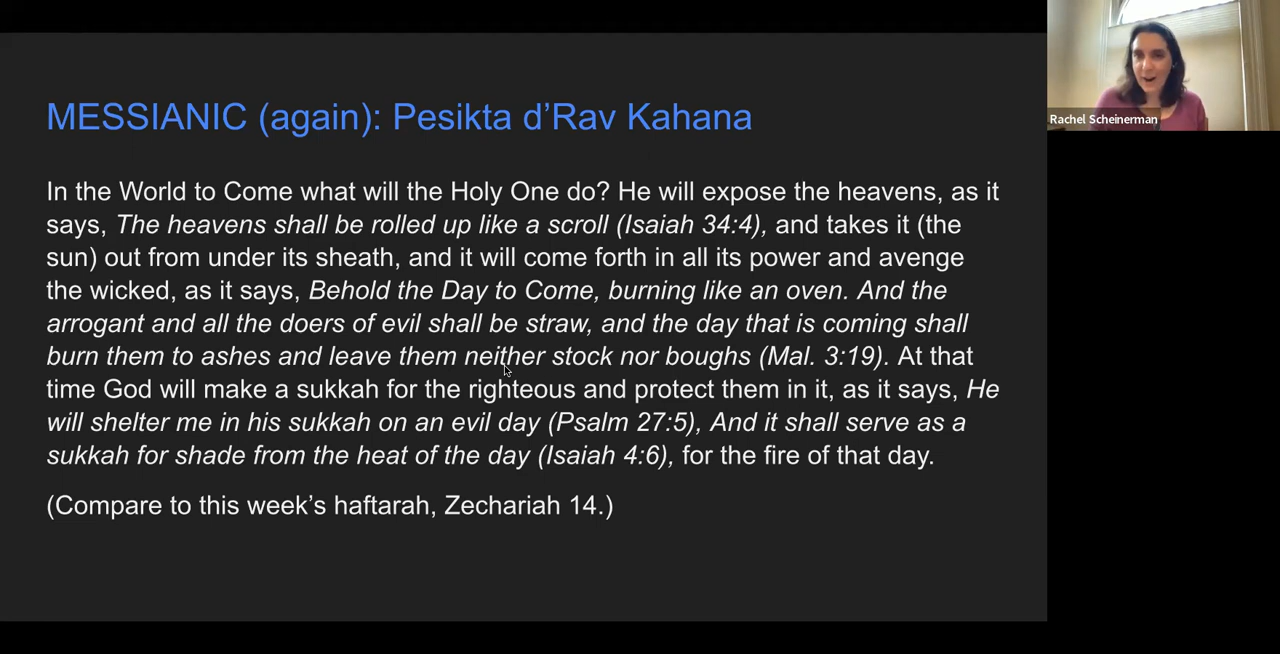 MESSIANIC (again): Pesikta d’Rav Kahana
In the World to Come what will the Holy One do? He will expose the heavens, as it
says, The heavens shall be rolled up like a scroll (Isaiah 34:4), and takes it (the
sun) out from under its sheath, and it will come forth in all its power and avenge
the wicked, as it says, Behold the Day to Come, burning like an oven. And the
arrogant and all the doers of evil shall be straw, and the day that is coming shall
burn them to ashes and leave them neither stock nor boughs (Mal. 3:19). At that
time God will make a sukkah for the righteous and protect them in it, as it says, He
will shelter me in his sukkah on an evil day (Psalm 27:5), And it shall serve as a
sukkah for shade from the heat of the day (Isaiah 4:6), for the fire of that day.
(Compare to this week’s haftarah, Zechariah 14.)
Rachel Scheinerman